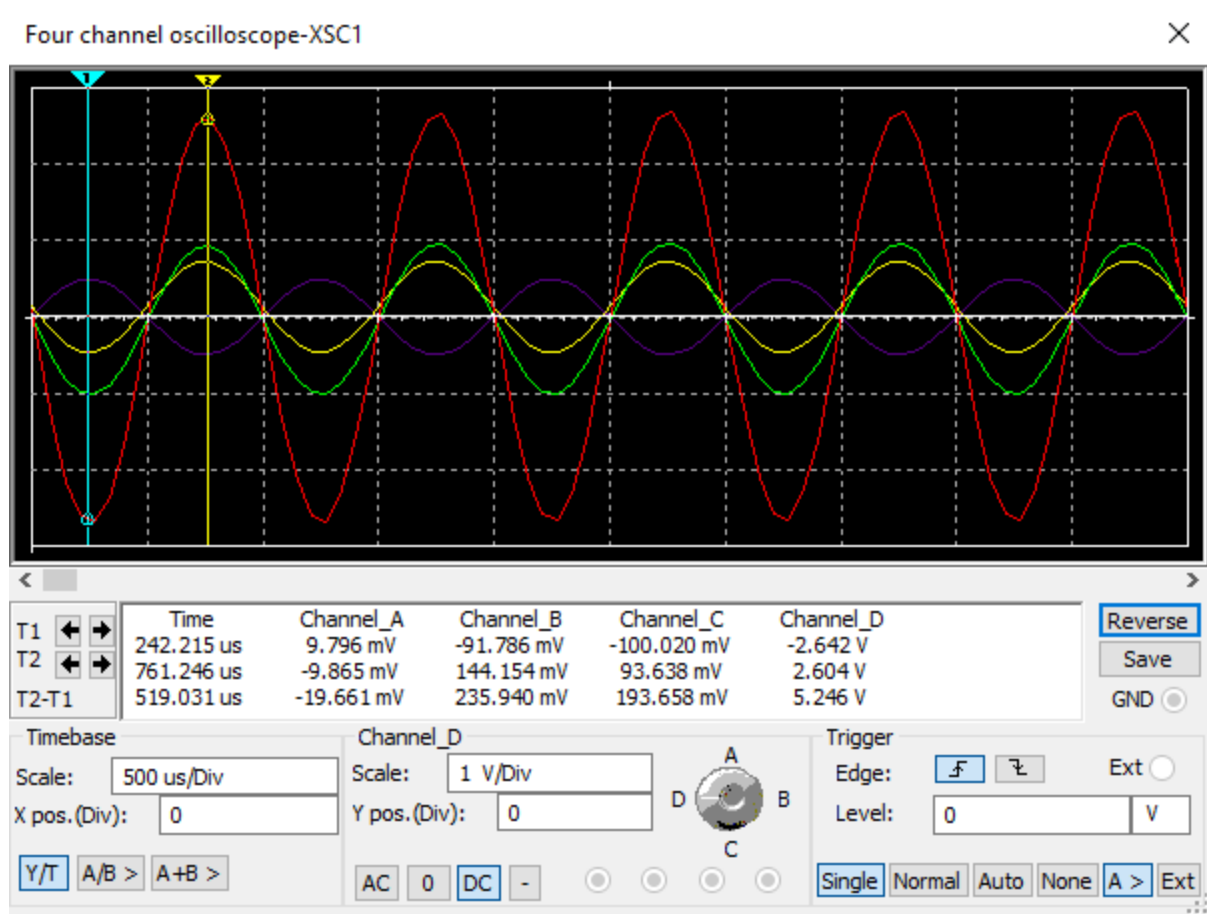 Four channel oscilloscope-XSC1
1 2
Time Channel_A Channel_B Channel_C Channel_D Reverse
T1 242.215 us 9.796 mV -91.786 mV -100.020 mV -2.642 V
T2 761.246 us -9.865 mV 144.154 mV 93.638 mV 2.604 V Save
T2-T1 519.031 us -19.661 mV 235.940 mV 193.658 mV 5.246 V GND
Timebase Channel_D Trigger
Scale: 500 us/Div Scale: 1 V/Div A Edge: Ext
X pos.(Div): 0 Y pos.(Div): 0 D B Level: 0 V
C
Y/T A/B > A+B > AC 0 DC - Single Normal Auto None A > Ext